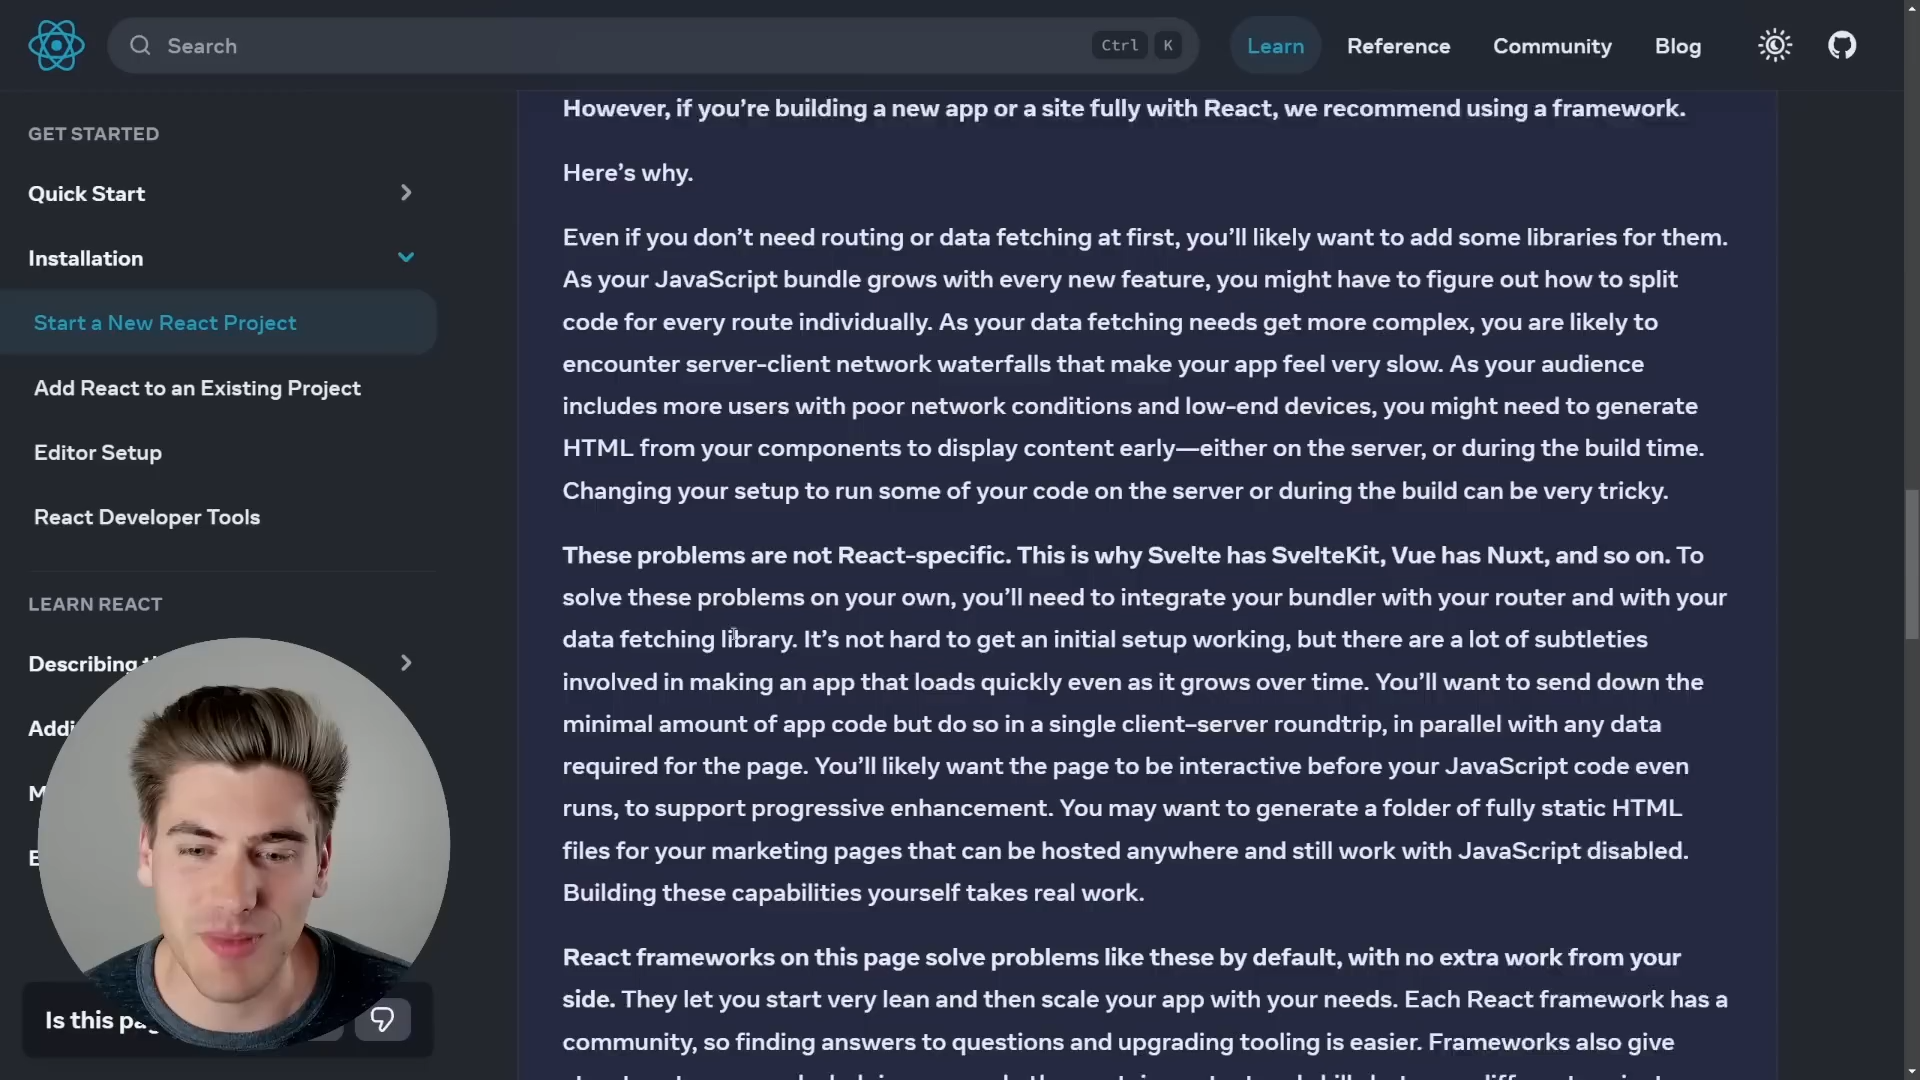 Search
Ctrl K
Learn
Reference
Community
Blog
GET STARTED
Quick Start
Installation
Start a New React Project
Add React to an Existing Project
Editor Setup
React Developer Tools
LEARN REACT
Describing
Is this
However, if you’re building a new app or a site fully with React, we recommend using a framework.
Here’s why.
Even if you don’t need routing or data fetching at first, you’ll likely want to add some libraries for them.
As your JavaScript bundle grows with every new feature, you might have to figure out how to split
code for every route individually. As your data fetching needs get more complex, you are likely to
encounter server-client network waterfalls that make your app feel very slow. As your audience
includes more users with poor network conditions and low-end devices, you might need to generate
HTML from your components to display content early—either on the server, or during the build time.
Changing your setup to run some of your code on the server or during the build can be very tricky.
These problems are not React-specific. This is why Svelte has SvelteKit, Vue has Nuxt, and so on. To
solve these problems on your own, you’ll need to integrate your bundler with your router and with your
data fetching library. It’s not hard to get an initial setup working, but there are a lot of subtleties
involved in making an app that loads quickly even as it grows over time. You’ll want to send down the
minimal amount of app code but do so in a single client–server roundtrip, in parallel with any data
required for the page. You’ll likely want the page to be interactive before your JavaScript code even
runs, to support progressive enhancement. You may want to generate a folder of fully static HTML
files for your marketing pages that can be hosted anywhere and still work with JavaScript disabled.
Building these capabilities yourself takes real work.
React frameworks on this page solve problems like these by default, with no extra work from your
side. They let you start very lean and then scale your app with your needs. Each React framework has a
community, so finding answers to questions and upgrading tooling is easier. Frameworks also give